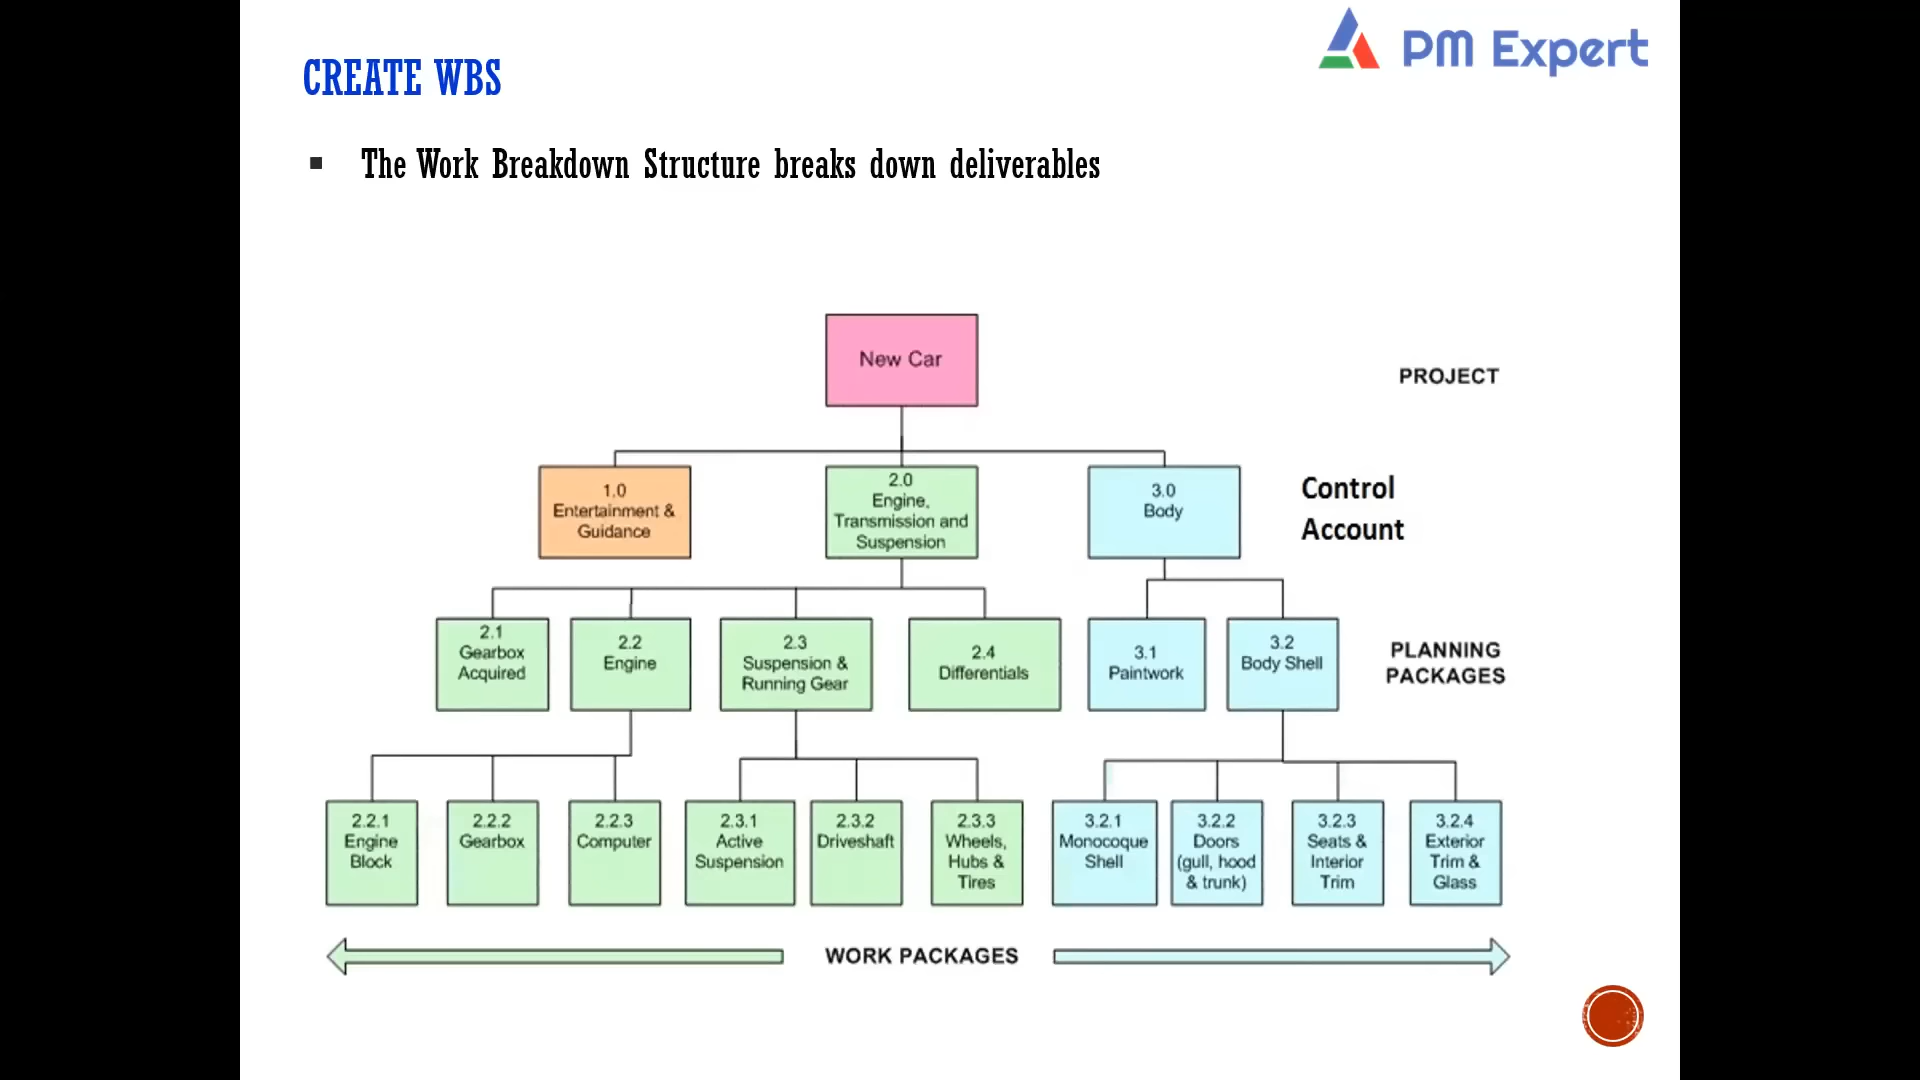 PM Expert
CREATE WBS
▪ The Work Breakdown Structure breaks down deliverables
New Car
PROJECT
1.0
Entertainment &
Guidance
2.0
Engine,
Transmission and
Suspension
3.0
Body
Control
Account
2.1
Gearbox
Acquired
2.2
Engine
2.3
Suspension &
Running Gear
2.4
Differentials
3.1
Paintwork
3.2
Body Shell
PLANNING
PACKAGES
2.2.1
Engine
Block
2.2.2
Gearbox
2.2.3
Computer
2.3.1
Active
Suspension
2.3.2
Driveshaft
2.3.3
Wheels,
Hubs &
Tires
3.2.1
Monocoque
Shell
3.2.2
Doors
(gull, hood
& trunk)
3.2.3
Seats &
Interior
Trim
3.2.4
Exterior
Trim &
Glass
WORK PACKAGES